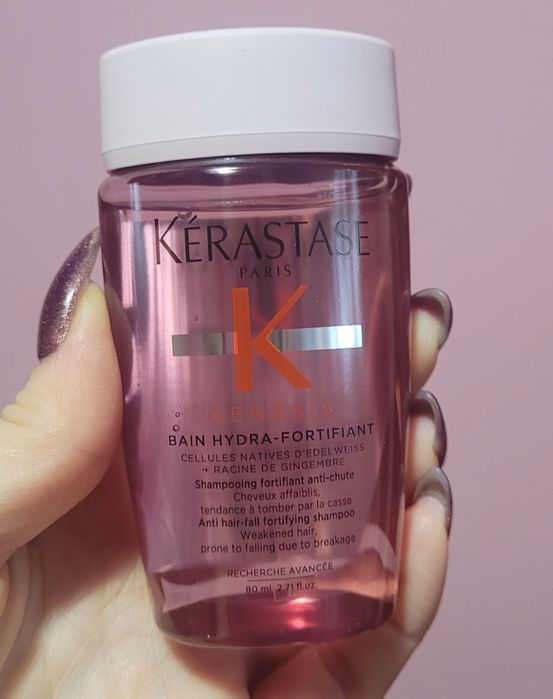 KÉRASTASE
PARIS
K
GENESIS
BAIN HYDRA-FORTIFIANT
CELLULES NATIVES D'EDELWEISS
+ RACINE DE GINGEMBRE
Shampooing fortifiant anti-chute
Cheveux affaiblis,
tendance à tomber par la casse
Anti hair-fall fortifying shampoo
Weakened hair,
prone to falling due to breakage
RECHERCHE AVANCÉE
80 ml 2.71 fl.oz.